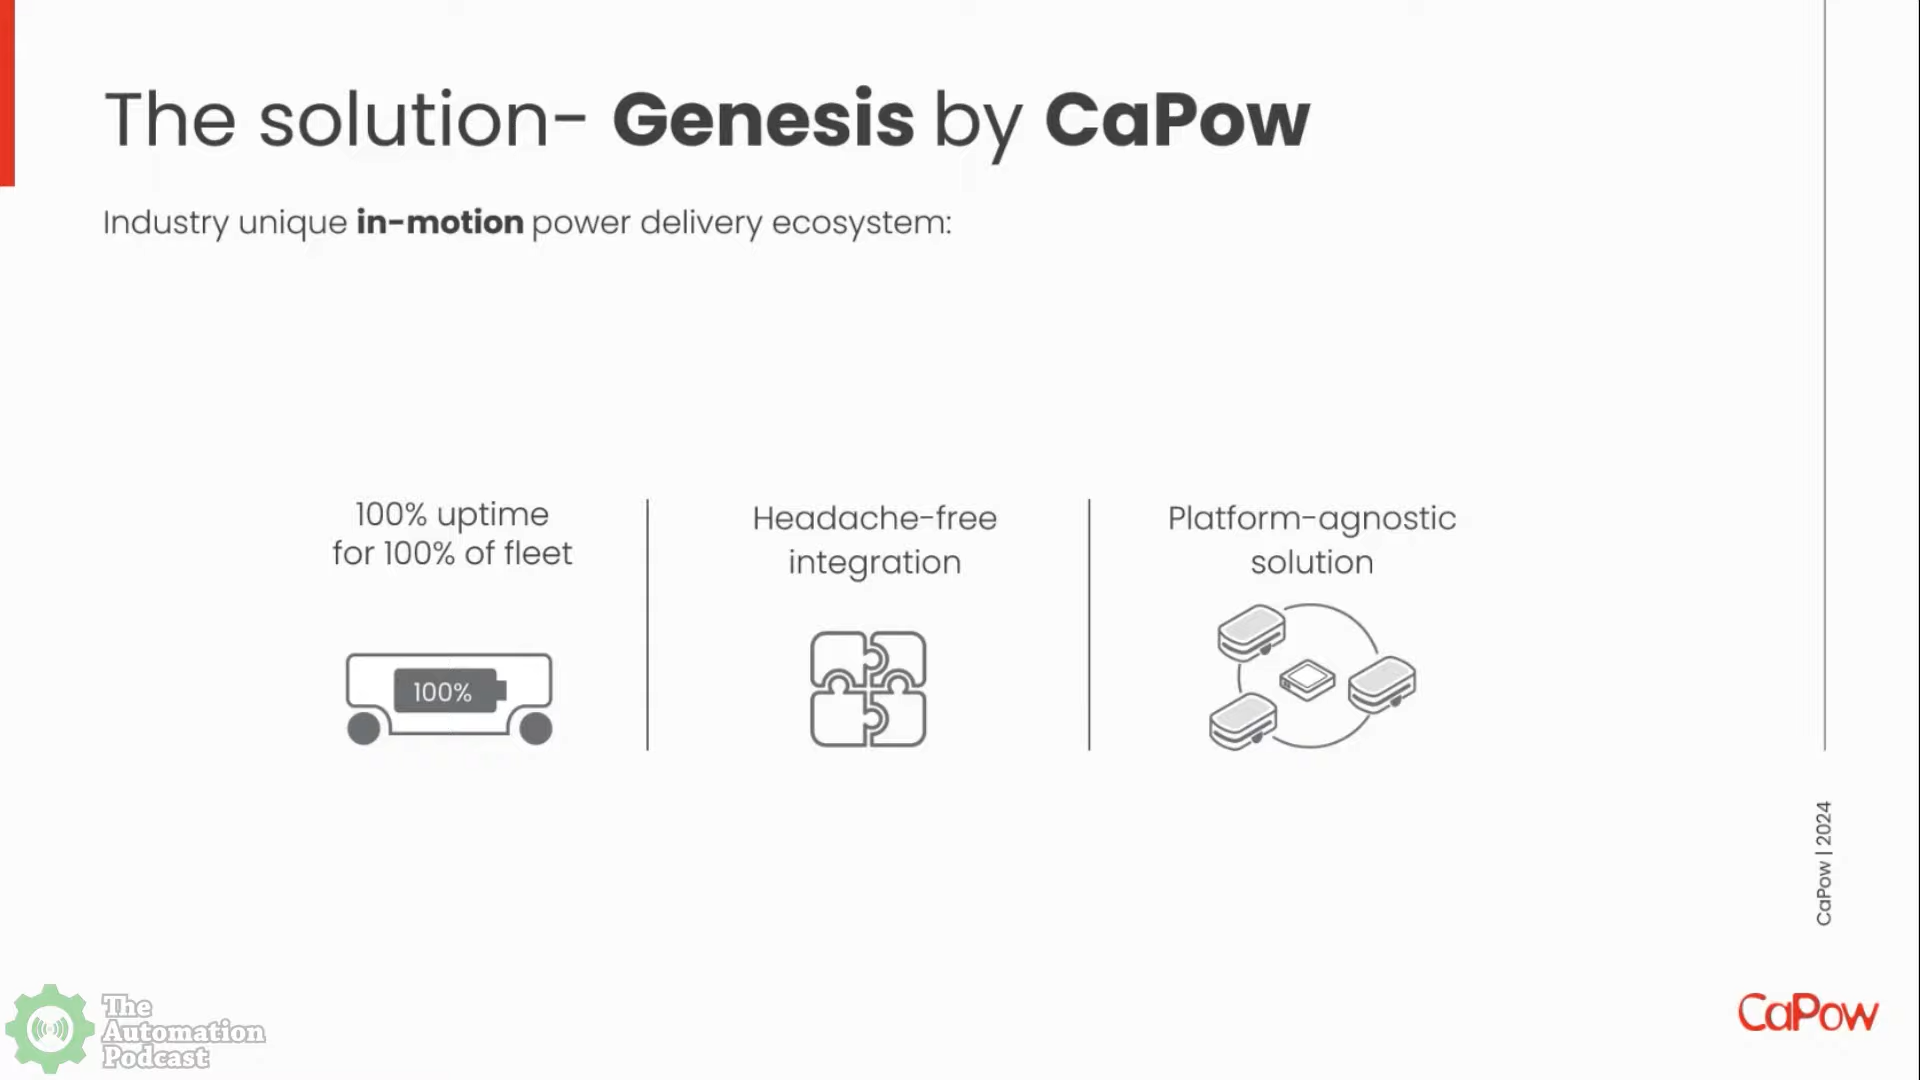 The solution- Genesis by CaPow
Industry unique in-motion power delivery ecosystem:
100% uptime
for 100% of fleet
100%
Headache-free
integration
Platform-agnostic
solution
CaPow | 2024
The
Automation
Podcast
CaPow